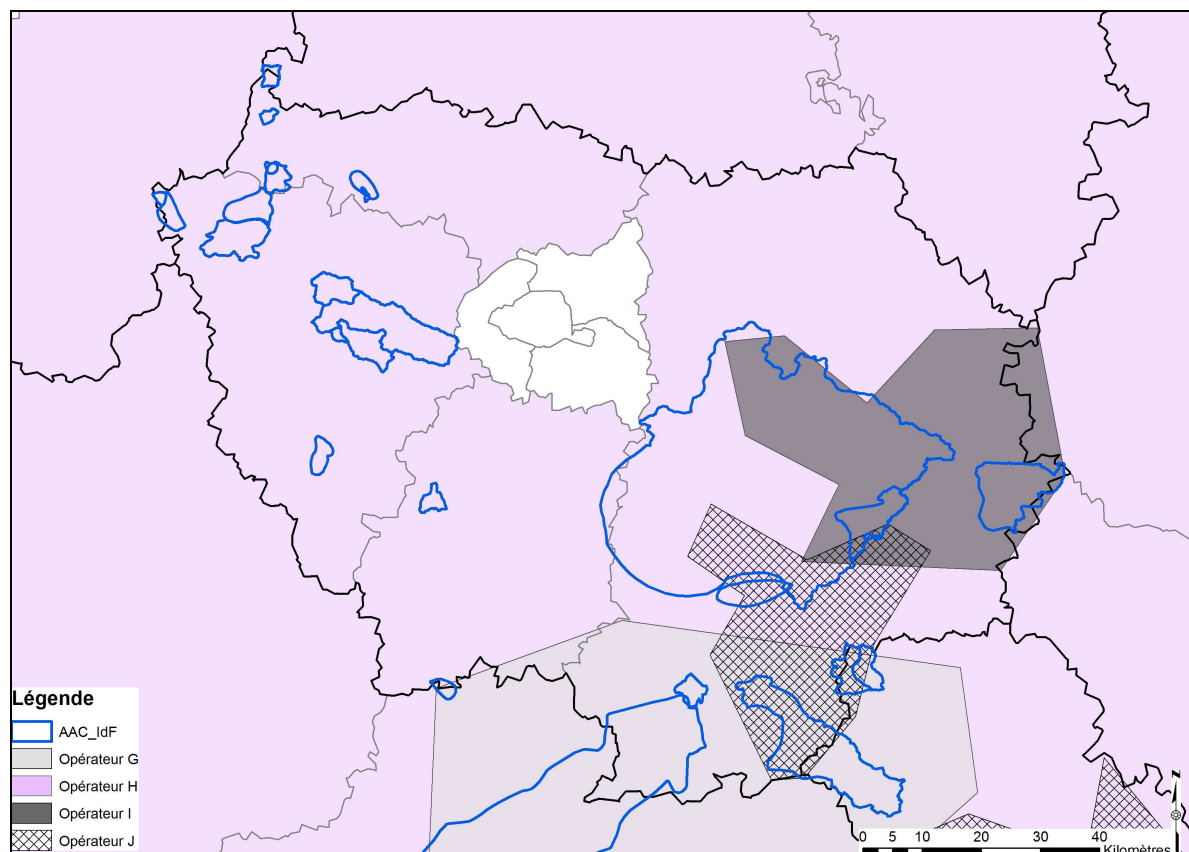 Légende
AAC_IdF
Opérateur G
Opérateur H
Opérateur I
Opérateur J
0 5 10 20 30 40
Kilomètres
N